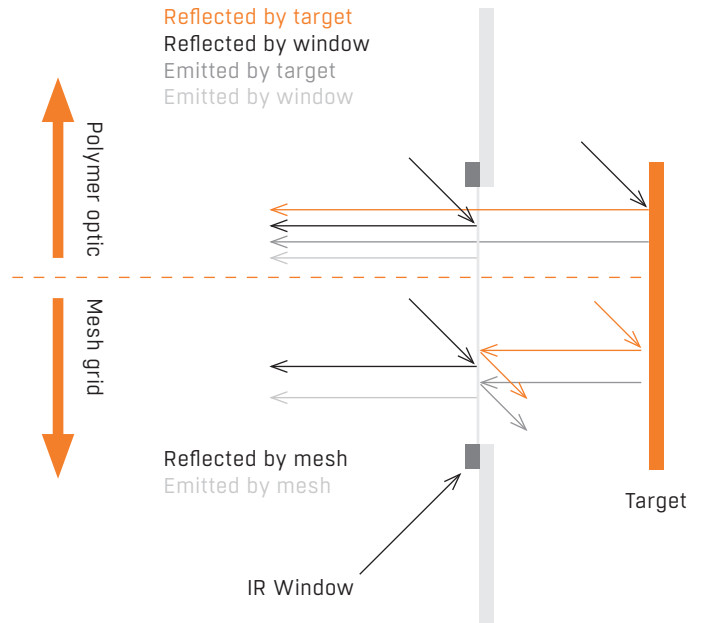 Reflected by target
Reflected by window
Emitted by target
Emitted by window
Polymer optic
Mesh grid
Reflected by mesh
Emitted by mesh
Target
IR Window